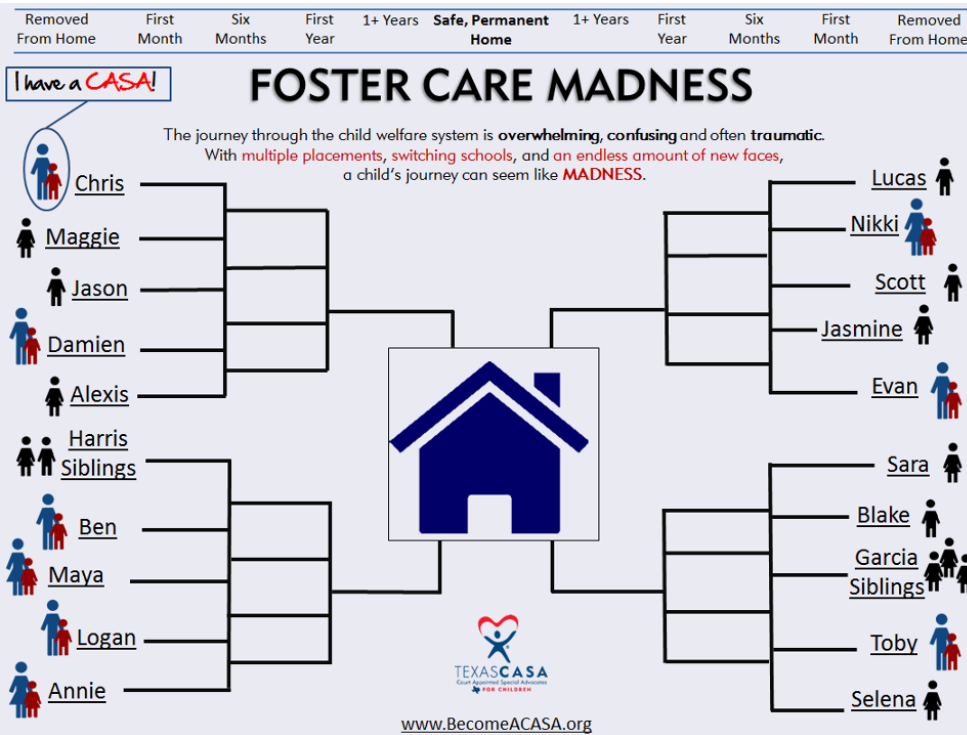 Removed From Home
First Month
Six Months
First Year
1+ Years
Safe, Permanent Home
1+ Years
First Year
Six Months
First Month
Removed From Home
I have a CASA!
FOSTER CARE MADNESS
The journey through the child welfare system is overwhelming, confusing and often traumatic.
With multiple placements, switching schools, and an endless amount of new faces,
a child's journey can seem like MADNESS.
Chris
Maggie
Jason
Damien
Alexis
Harris
Siblings
Ben
Maya
Logan
Annie
Lucas
Nikki
Scott
Jasmine
Evan
Sara
Blake
Garcia
Siblings
Toby
Selena
TEXASCASA
Court Appointed Special Advocates
FOR CHILDREN
www.BecomeACASA.org